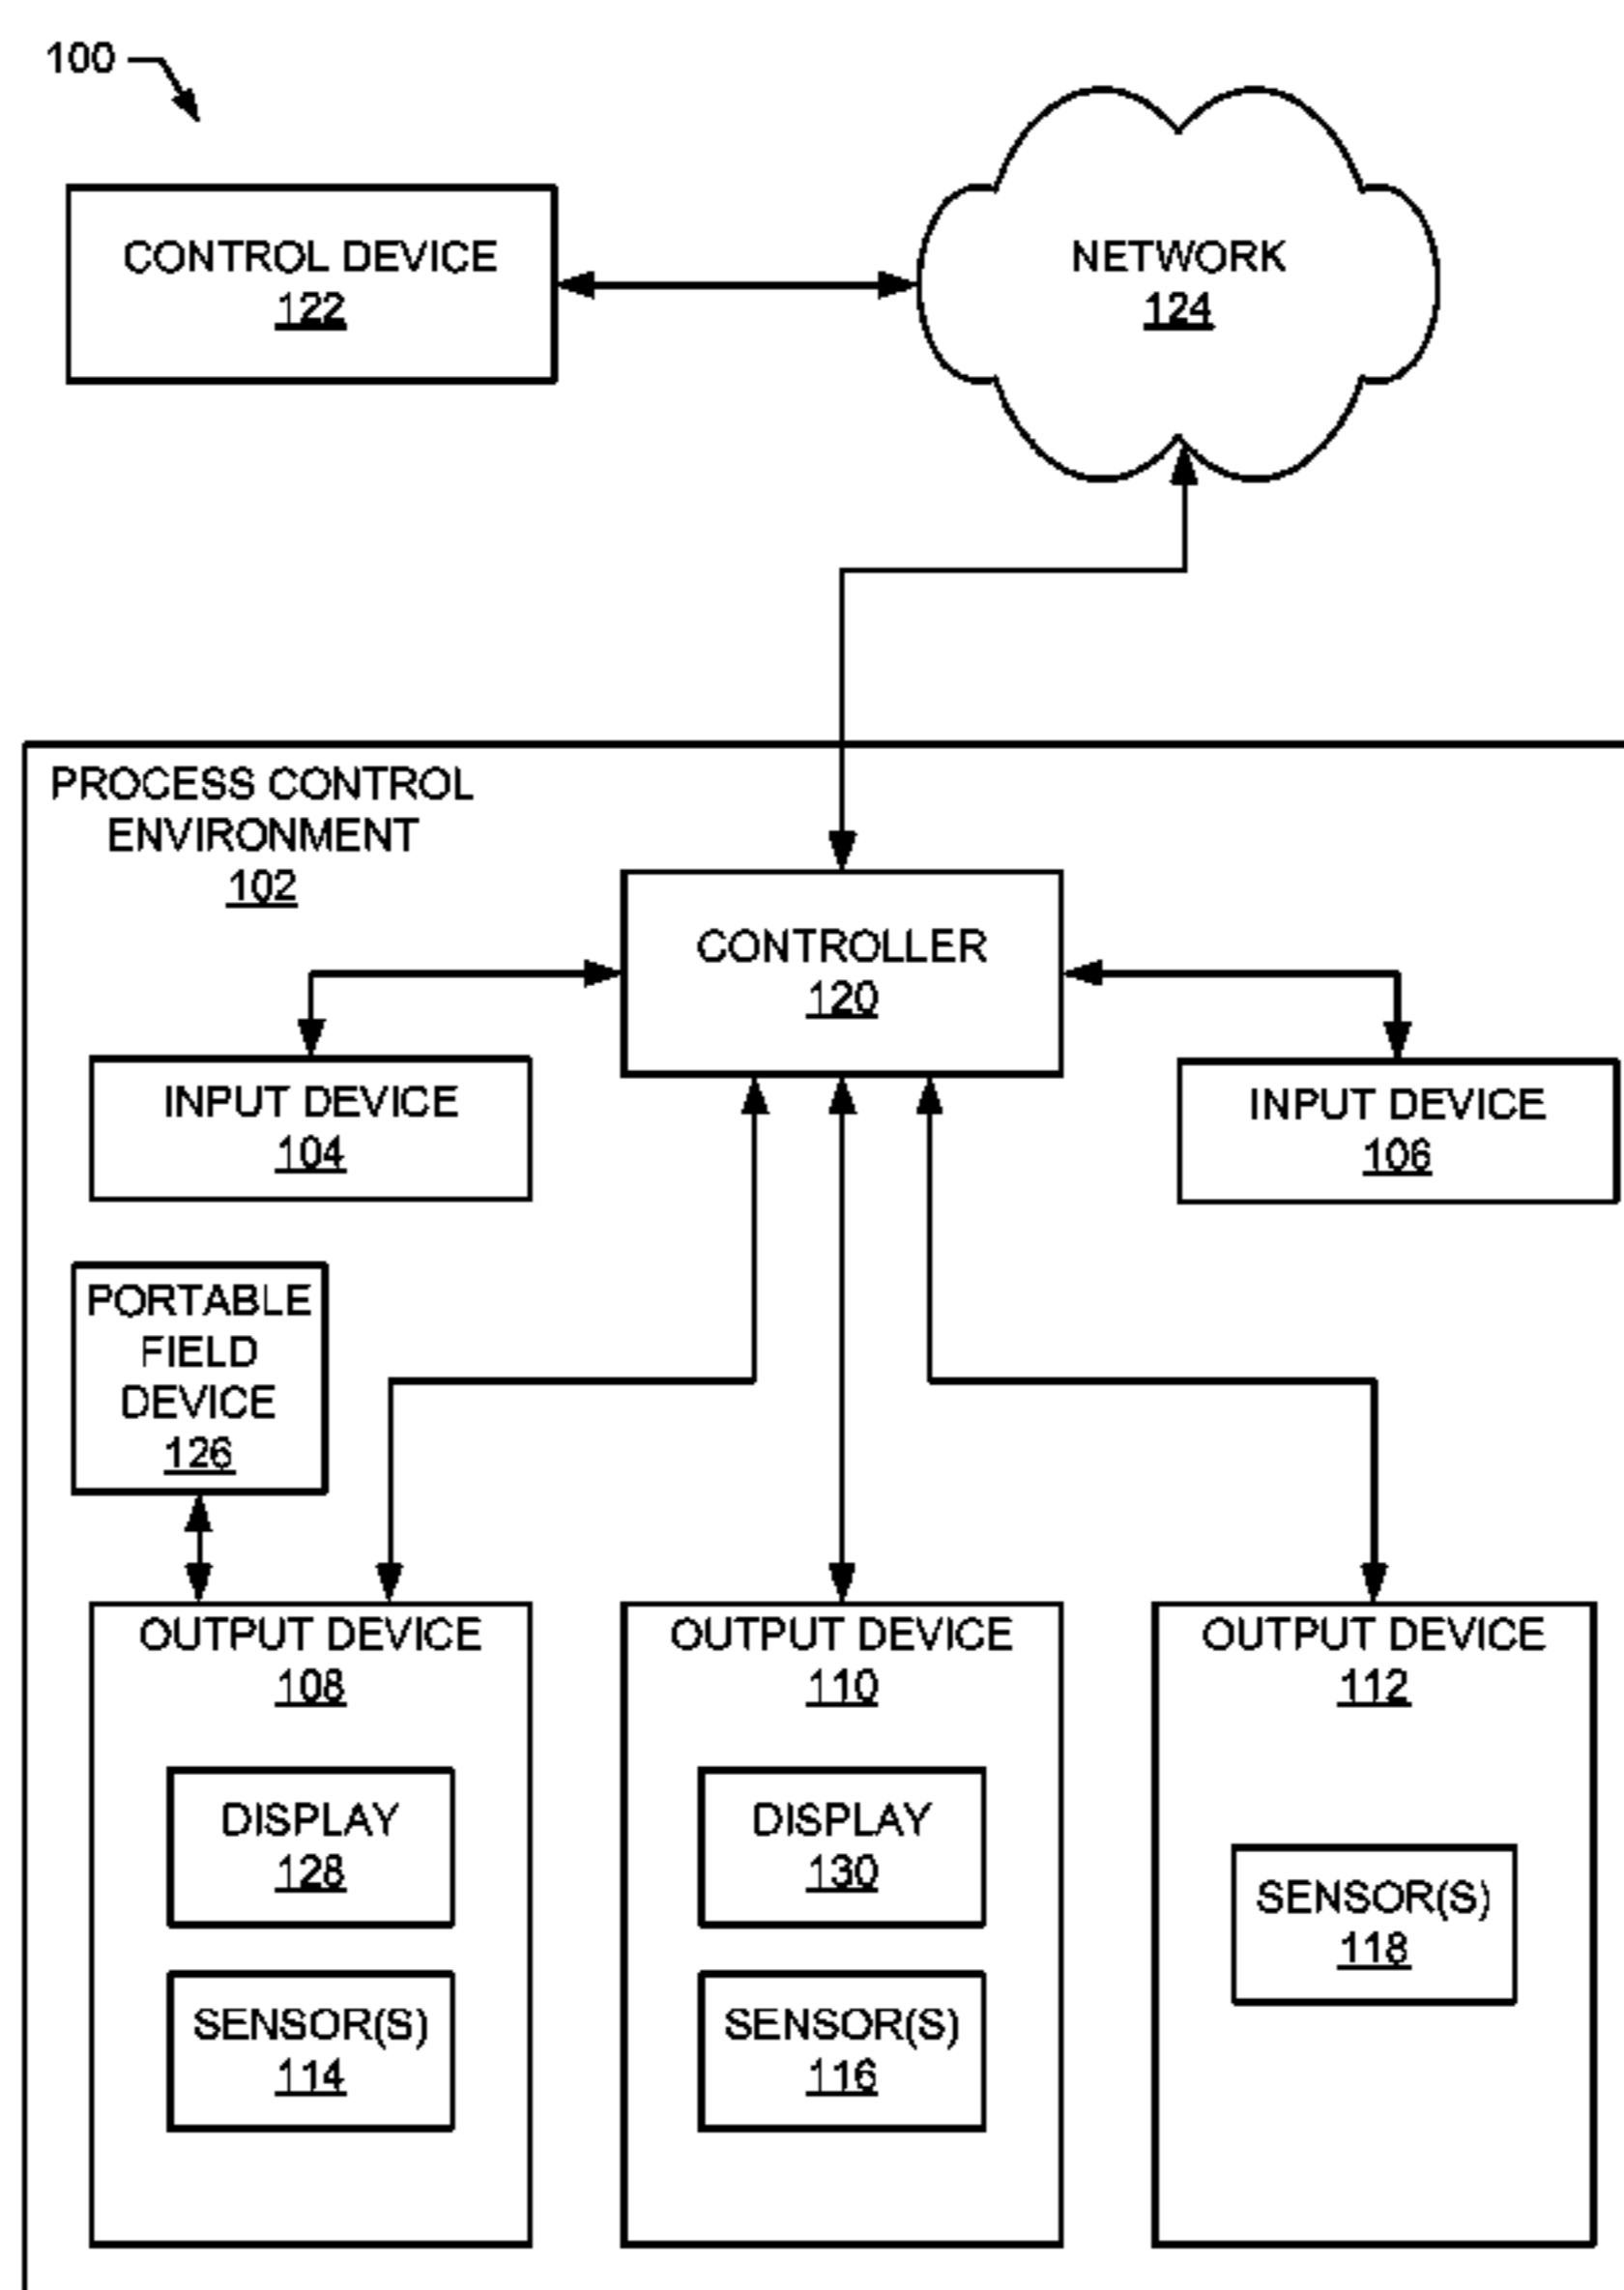 100
CONTROL DEVICE
122
NETWORK
124
PROCESS CONTROL
ENVIRONMENT
102
CONTROLLER
120
INPUT DEVICE
104
INPUT DEVICE
106
PORTABLE
FIELD
DEVICE
126
OUTPUT DEVICE
108
DISPLAY
128
SENSOR(S)
114
OUTPUT DEVICE
110
DISPLAY
130
SENSOR(S)
116
OUTPUT DEVICE
112
SENSOR(S)
118